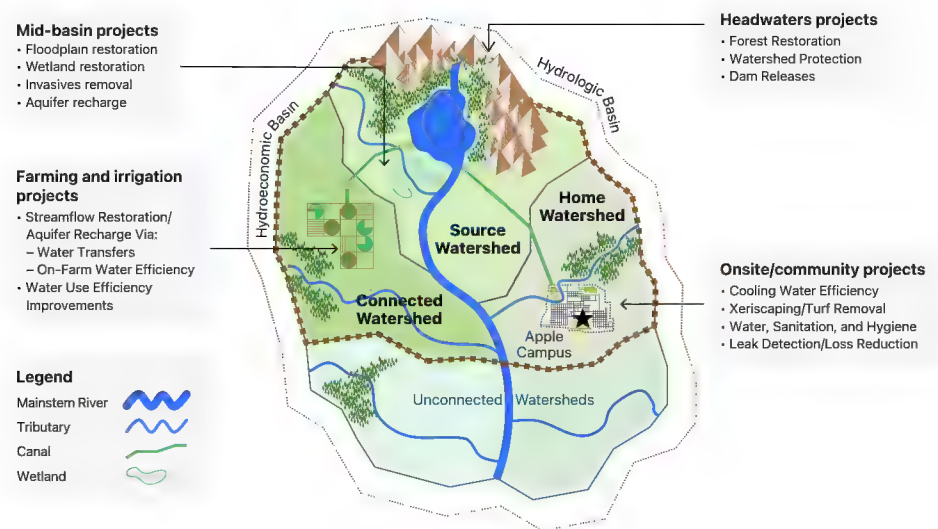 Mid-basin projects
• Floodplain restoration
• Wetland restoration
• Invasives removal
• Aquifer recharge
Headwaters projects
• Forest Restoration
• Watershed Protection
• Dam Releases
Hydrologic Basin
Hydroeconomic Basin
Farming and irrigation
projects
• Streamflow Restoration/
Aquifer Recharge Via:
– Water Transfers
– On-Farm Water Efficiency
• Water Use Efficiency
Improvements
Home
Watershed
Source
Watershed
Connected
Watershed
Apple
Campus
Onsite/community projects
• Cooling Water Efficiency
• Xeriscaping/Turf Removal
• Water, Sanitation, and Hygiene
• Leak Detection/Loss Reduction
Unconnected Watersheds
Legend
Mainstem River
Tributary
Canal
Wetland